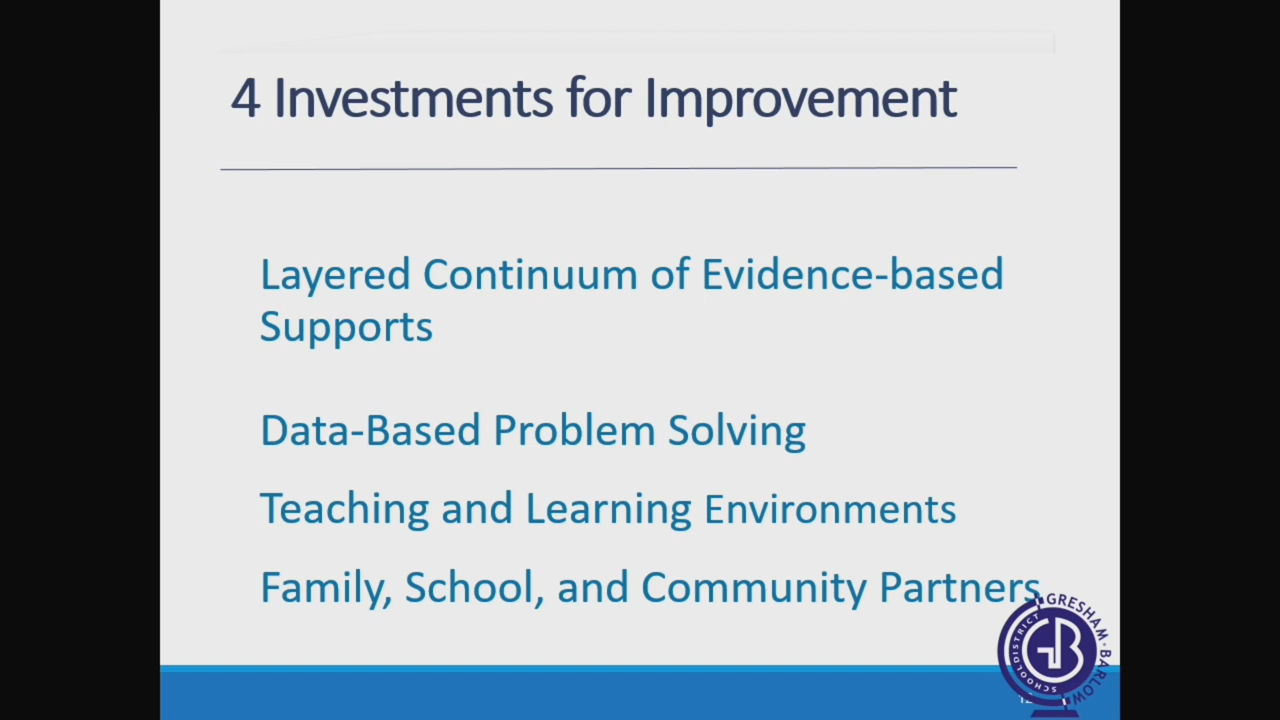 4 Investments for Improvement
Layered Continuum of Evidence-based
Supports
Data-Based Problem Solving
Teaching and Learning Environments
Family, School, and Community Partners
GRESHAM-BARLOW
SCHOOL DISTRICT
GB